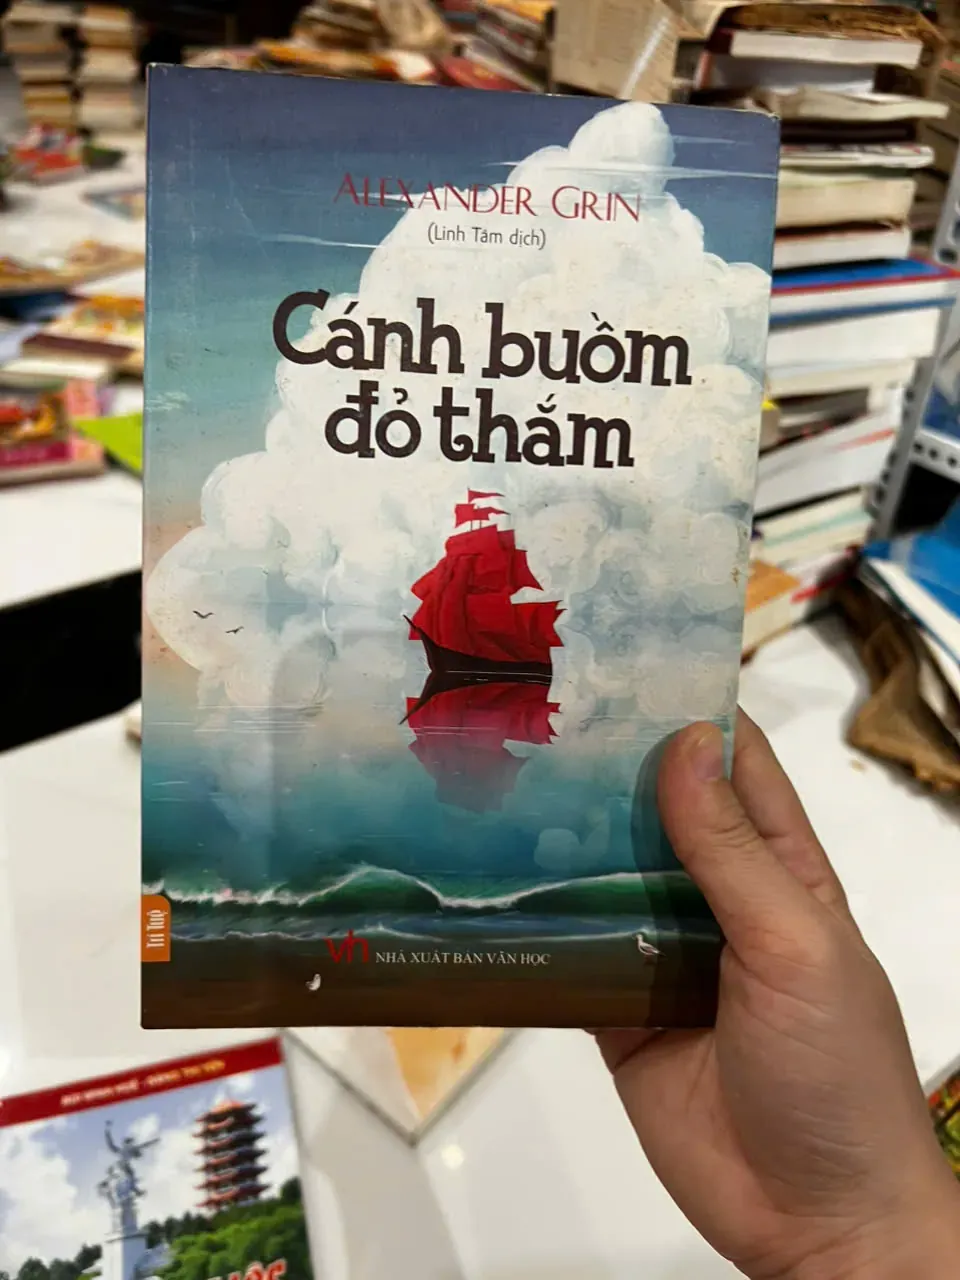 ALEXANDER GRIN
(Linh Tâm dịch)
Cánh buồm
đỏ thắm
Trí Tuệ
vh NHÀ XUẤT BẢN VĂN HỌC